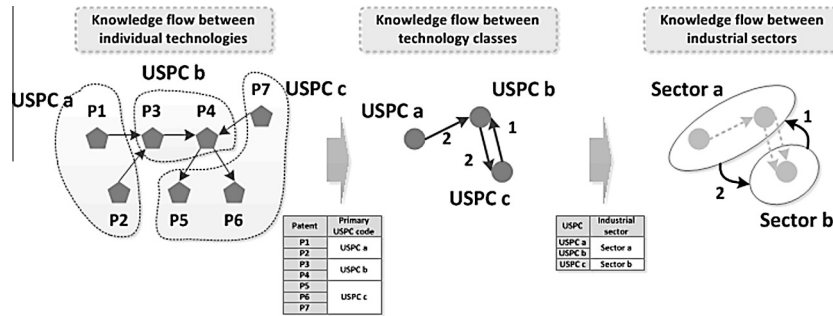 Knowledge flow between
individual technologies
Knowledge flow between
technology classes
Knowledge flow between
industrial sectors
USPC a
USPC b
USPC c
P1
P3
P4
P7
P2
P5
P6
USPC a
USPC b
USPC c
2
1
2
Sector a
1
2
Sector b
Patent Primary
USPC code
P1 USPC a
P2
P3 USPC b
P4
P5 USPC c
P6
P7
USPC Industrial
sector
USPC a Sector a
USPC b
USPC c Sector b